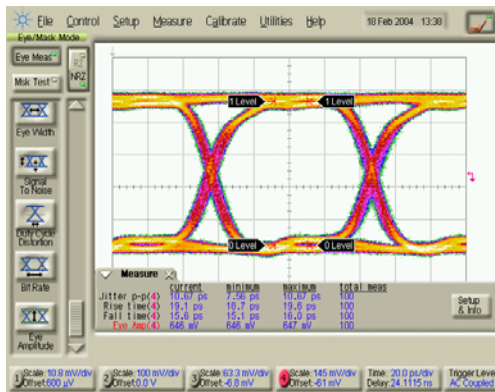 File Control Setup Measure Calibrate Utilities Help 18 Feb 2004 13:38
Eye/Mask Mode
Eye Meas
RZ
NRZ
Msk Test
Eye Width
Signal
To Noise
Duty Cycle
Distortion
Bit Rate
Eye
Amplitude
1 Level 1 Level
0 Level 0 Level
Measure
current minimum maximum total meas
Jitter p-p(4) 10.67 ps 7.56 ps 10.67 ps 100
Rise time(4) 19.1 ps 18.7 ps 19.6 ps 100
Fall time(4) 15.6 ps 15.1 ps 16.0 ps 100
Eye Amp(4) 646 mV 646 mV 647 mV 100
Setup
& Info
1 Scale:10.8 mV/div 2 Scale:100 mV/div 3 Scale:63.3 mV/div 4 Scale:145 mV/div Time: 20.0 ps/div Trigger Level
Offset:600 µV Offset:0.0 V Offset:-6.8 mV Offset:-61 mV Delay:24.1115 ns AC Coupled